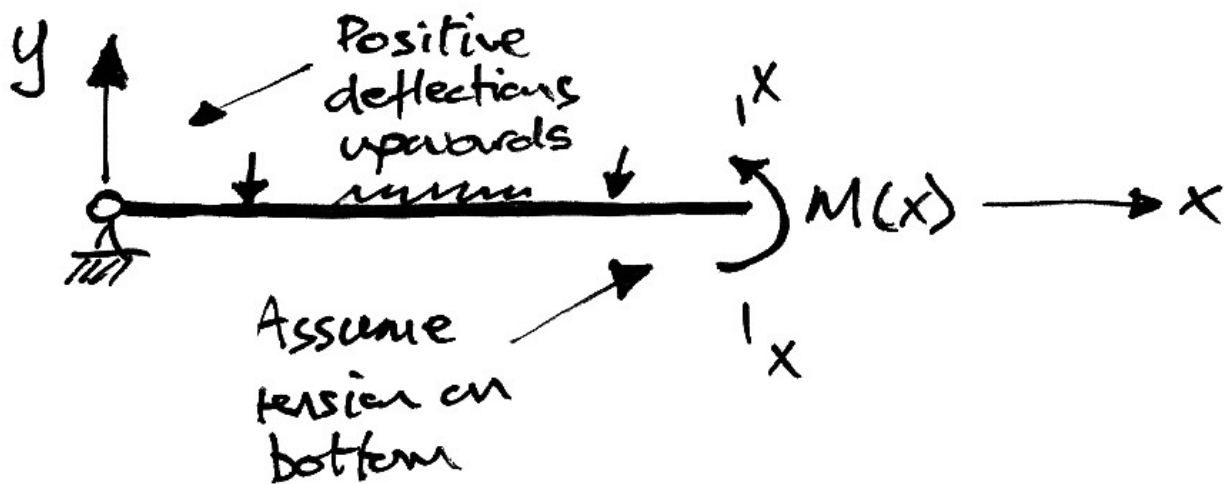 y
Positive
deflections
upwards
x
M(x)
x
Assume
tension on
bottom
x